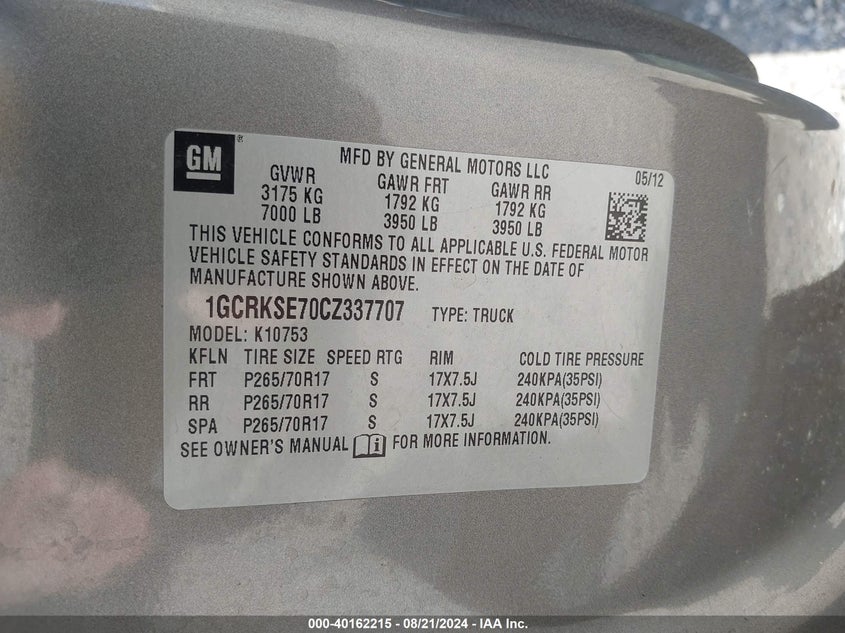 GM ®
MFD BY GENERAL MOTORS LLC
05/12
GVWR GAWR FRT GAWR RR
3175 KG 1792 KG 1792 KG
7000 LB 3950 LB 3950 LB
THIS VEHICLE CONFORMS TO ALL APPLICABLE U.S. FEDERAL MOTOR
VEHICLE SAFETY STANDARDS IN EFFECT ON THE DATE OF
MANUFACTURE SHOWN ABOVE.
1GCRKSE70CZ337707 TYPE: TRUCK
MODEL: K10753
KFLN TIRE SIZE SPEED RTG RIM COLD TIRE PRESSURE
FRT P265/70R17 S 17X7.5J 240KPA(35PSI)
RR P265/70R17 S 17X7.5J 240KPA(35PSI)
SPA P265/70R17 S 17X7.5J 240KPA(35PSI)
SEE OWNER'S MANUAL FOR MORE INFORMATION.
000-40162215 - 08/21/2024 - IAA Inc.